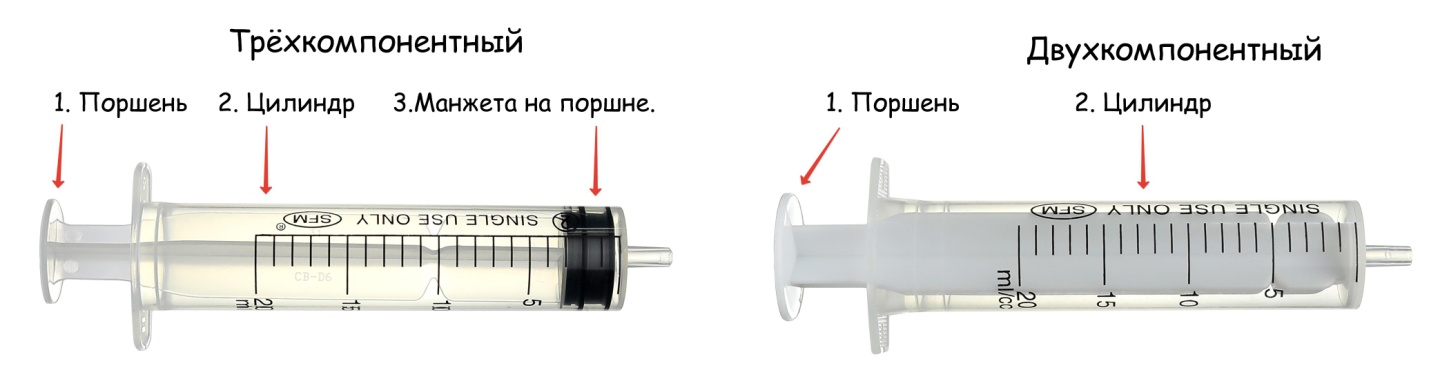 Трёхкомпонентный
1. Поршень
2. Цилиндр
3.Манжета на поршне.
SINGLE USE ONLY SFM ®
CB-D6
20 15 10 5
Двухкомпонентный
1. Поршень
2. Цилиндр
SINGLE USE ONLY SFM
ml/cc 20 15 10 5